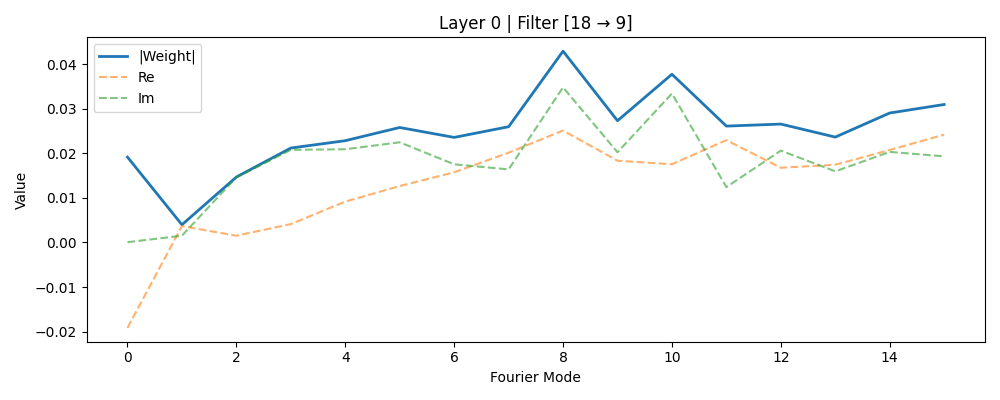 Layer 0 | Filter [18 → 9]
|Weight|
Re
Im
0.04
0.03
0.02
0.01
0.00
−0.01
−0.02
Value
0 2 4 6 8 10 12 14
Fourier Mode